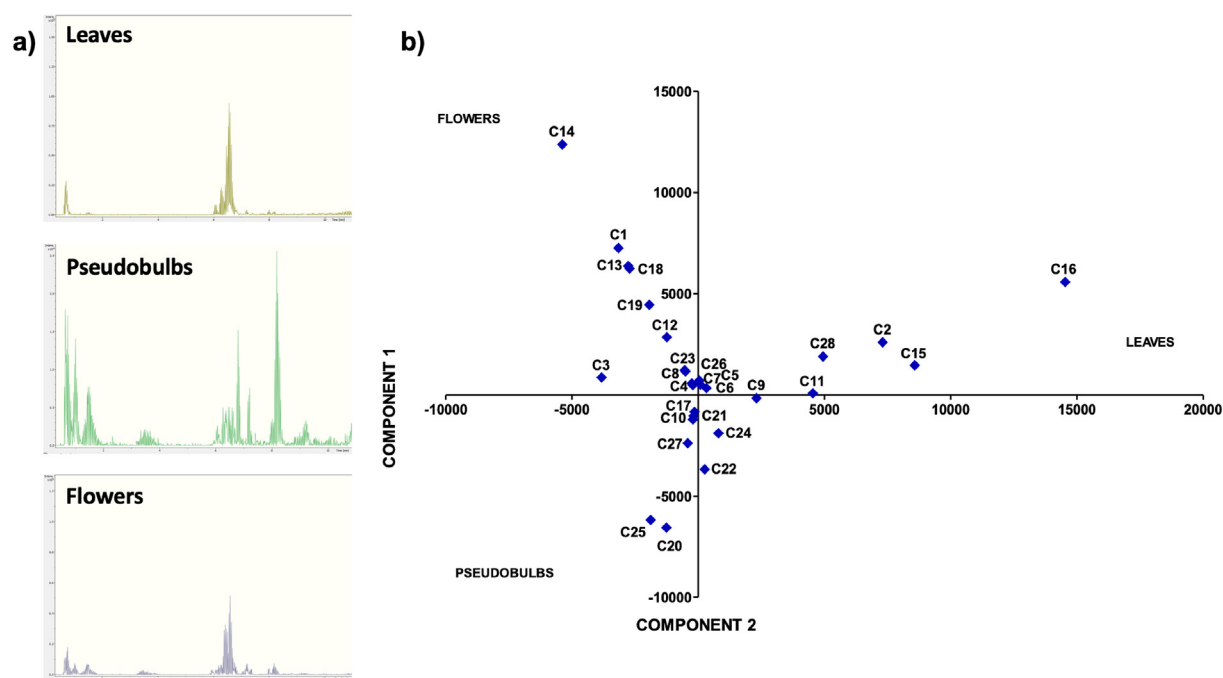 a)
Leaves
Pseudobulbs
Flowers
b)
15000
FLOWERS
C14
10000
C1
C13
C18
C16
5000
C19
C12
C2
C28
LEAVES
C23
C26
C15
C3
C8
C7
C5
C4
C6
C9
C11
-10000
-5000
5000
10000
15000
20000
C17
C10
C21
C24
C27
C22
-5000
C25
C20
PSEUDOBULBS
-10000
COMPONENT 1
COMPONENT 2